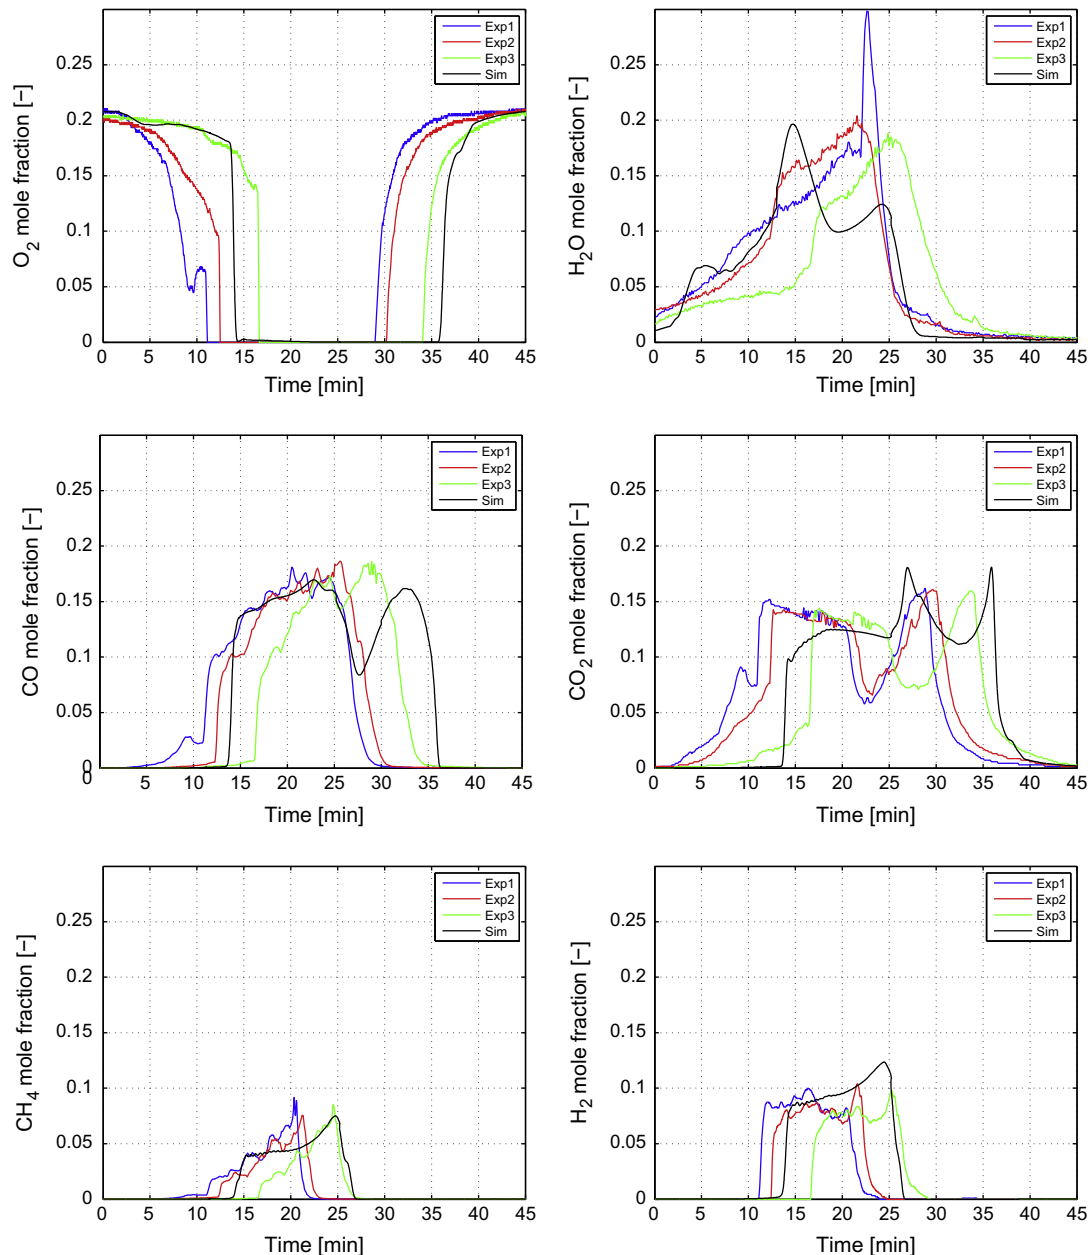 O2 mole fraction [−]
0.25
0.2
0.15
0.1
0.05
0
0 5 10 15 20 25 30 35 40 45
Time [min]
Exp1
Exp2
Exp3
Sim
H2O mole fraction [−]
0.25
0.2
0.15
0.1
0.05
0
0 5 10 15 20 25 30 35 40 45
Time [min]
Exp1
Exp2
Exp3
Sim
CO mole fraction [−]
0.25
0.2
0.15
0.1
0.05
0
0 5 10 15 20 25 30 35 40 45
Time [min]
Exp1
Exp2
Exp3
Sim
CO2 mole fraction [−]
0.25
0.2
0.15
0.1
0.05
0
0 5 10 15 20 25 30 35 40 45
Time [min]
Exp1
Exp2
Exp3
Sim
CH4 mole fraction [−]
0.25
0.2
0.15
0.1
0.05
0
0 5 10 15 20 25 30 35 40 45
Time [min]
Exp1
Exp2
Exp3
Sim
H2 mole fraction [−]
0.25
0.2
0.15
0.1
0.05
0
0 5 10 15 20 25 30 35 40 45
Time [min]
Exp1
Exp2
Exp3
Sim